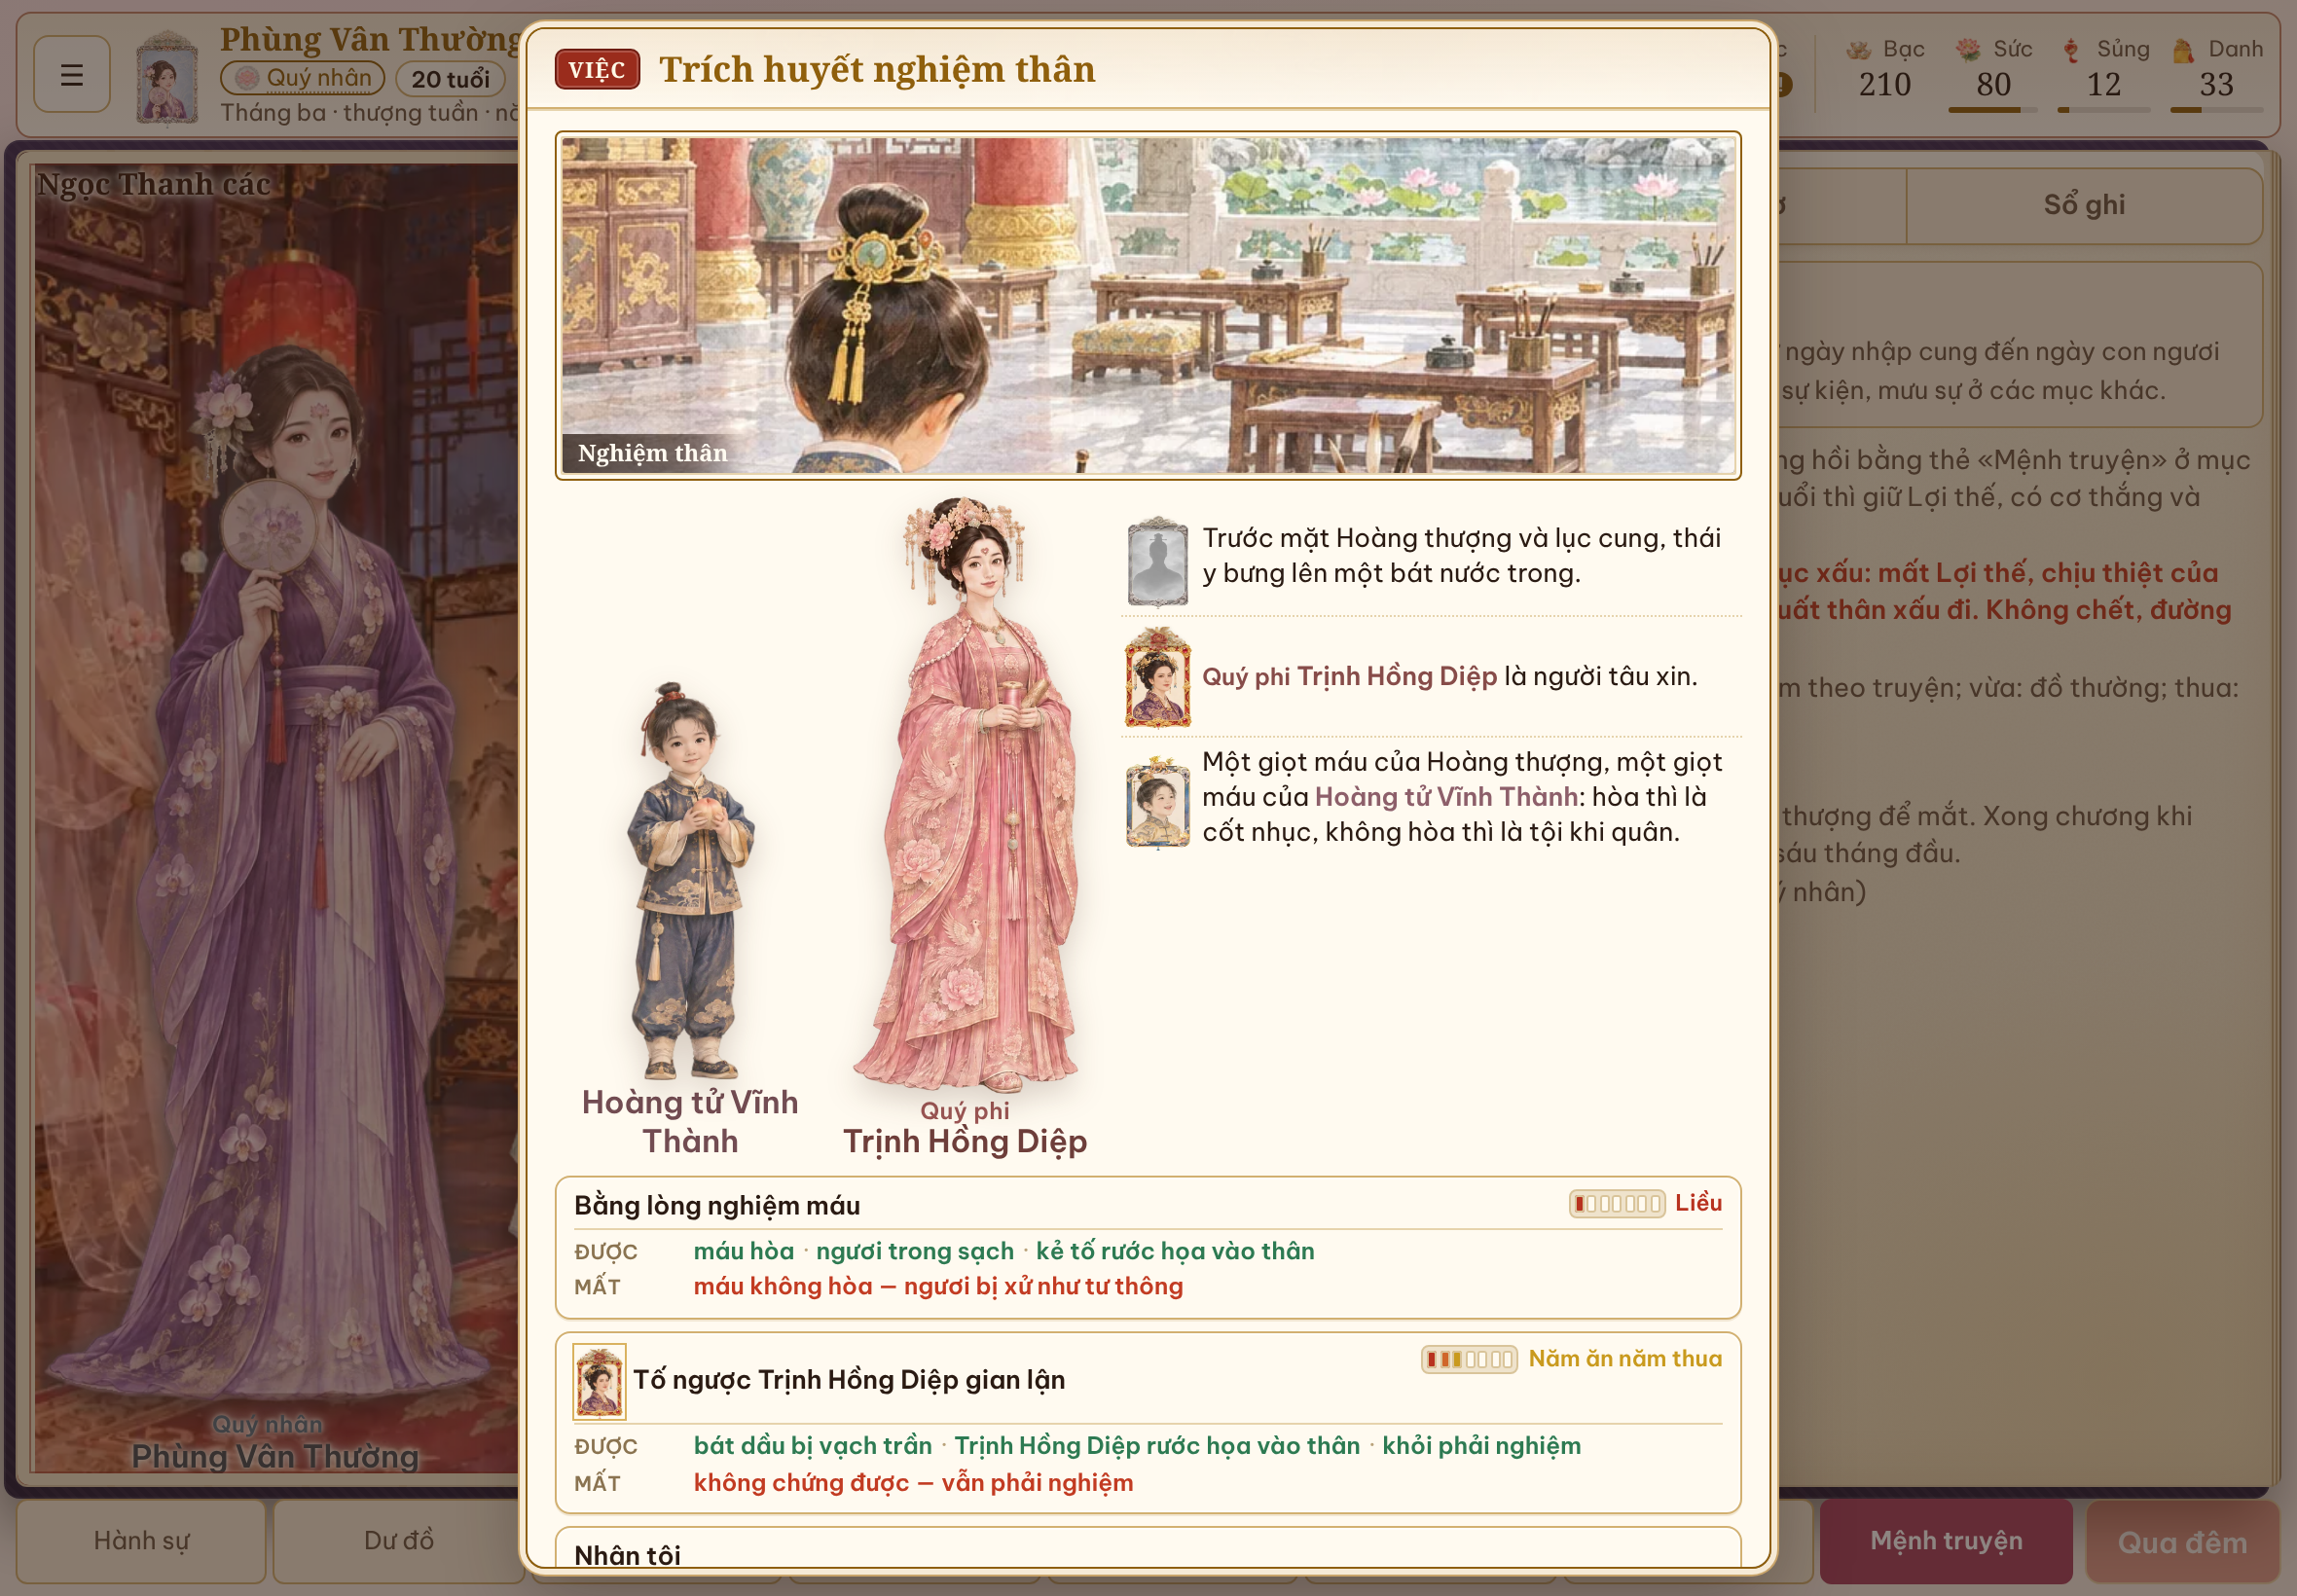 Phùng Vân Thường
Quý nhân
20 tuổi
Tháng ba · thượng tuần
Bạc
210
Sức
80
Sủng
12
Danh
33
Ngọc Thanh các
Quý nhân
Phùng Vân Thường
VIỆC
Trích huyết nghiệm thân
Nghiệm thân
Trước mặt Hoàng thượng và lục cung, thái
y bưng lên một bát nước trong.
Quý phi Trịnh Hồng Diệp là người tâu xin.
Một giọt máu của Hoàng thượng, một giọt
máu của Hoàng tử Vĩnh Thành: hòa thì là
cốt nhục, không hòa thì là tội khi quân.
Hoàng tử Vĩnh
Thành
Quý phi
Trịnh Hồng Diệp
Bằng lòng nghiệm máu
Liều
ĐƯỢC
máu hòa · ngươi trong sạch · kẻ tố rước họa vào thân
MẤT
máu không hòa — ngươi bị xử như tư thông
Tố ngược Trịnh Hồng Diệp gian lận
Năm ăn năm thua
ĐƯỢC
bát dầu bị vạch trần · Trịnh Hồng Diệp rước họa vào thân · khỏi phải nghiệm
MẤT
không chứng được — vẫn phải nghiệm
Nhận tội
Sổ ghi
ngày nhập cung đến ngày con ngươi
sự kiện, mưu sự ở các mục khác.
hồi bằng thẻ «Mệnh truyện» ở mục
thì giữ Lợi thế, có cơ thắng và
xấu: mất Lợi thế, chịu thiệt của
thân xấu đi. Không chết, đường
theo truyện; vừa: đồ thường; thua:
thượng để mắt. Xong chương khi
sáu tháng đầu.
nhân)
Hành sự
Dư đồ
Mệnh truyện
Qua đêm